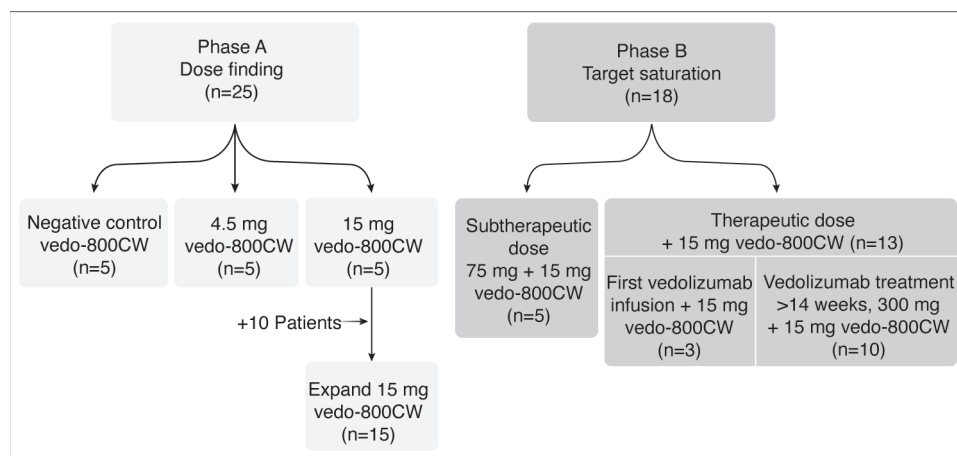 Phase A
Dose finding
(n=25)
Phase B
Target saturation
(n=18)
Negative control
vedo-800CW
(n=5)
4.5 mg
vedo-800CW
(n=5)
15 mg
vedo-800CW
(n=5)
+10 Patients
Expand 15 mg
vedo-800CW
(n=15)
Subtherapeutic
dose
75 mg + 15 mg
vedo-800CW
(n=5)
Therapeutic dose
+ 15 mg vedo-800CW (n=13)
First vedolizumab
infusion + 15 mg
vedo-800CW
(n=3)
Vedolizumab treatment
>14 weeks, 300 mg
+ 15 mg vedo-800CW
(n=10)